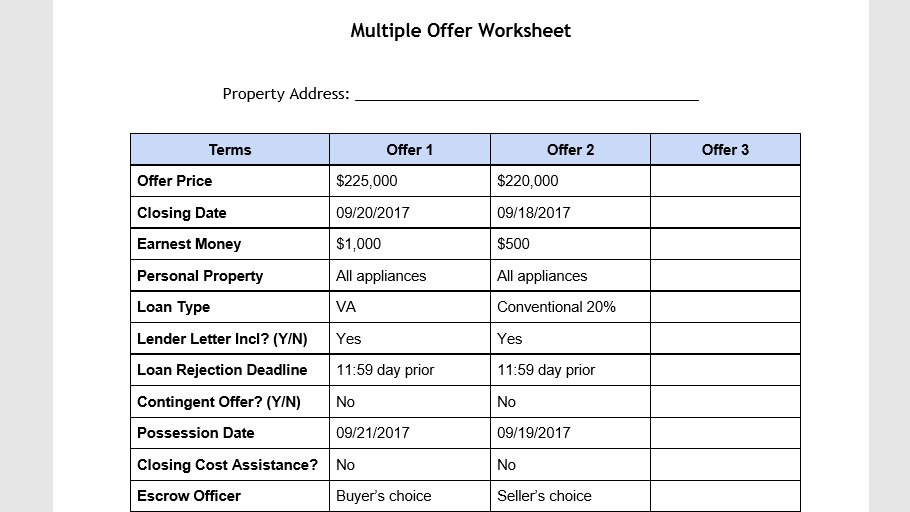 Multiple Offer Worksheet
Property Address: ___________________________________________
Terms Offer 1 Offer 2 Offer 3
Offer Price $225,000 $220,000
Closing Date 09/20/2017 09/18/2017
Earnest Money $1,000 $500
Personal Property All appliances All appliances
Loan Type VA Conventional 20%
Lender Letter Incl? (Y/N) Yes Yes
Loan Rejection Deadline 11:59 day prior 11:59 day prior
Contingent Offer? (Y/N) No No
Possession Date 09/21/2017 09/19/2017
Closing Cost Assistance? No No
Escrow Officer Buyer’s choice Seller’s choice